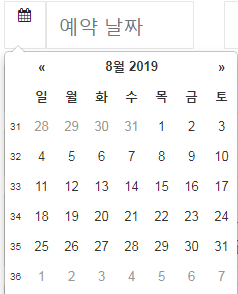 예약 날짜
« 8월 2019 »
일 월 화 수 목 금 토
31 28 29 30 31 1 2 3
32 4 5 6 7 8 9 10
33 11 12 13 14 15 16 17
34 18 19 20 21 22 23 24
35 25 26 27 28 29 30 31
36 1 2 3 4 5 6 7